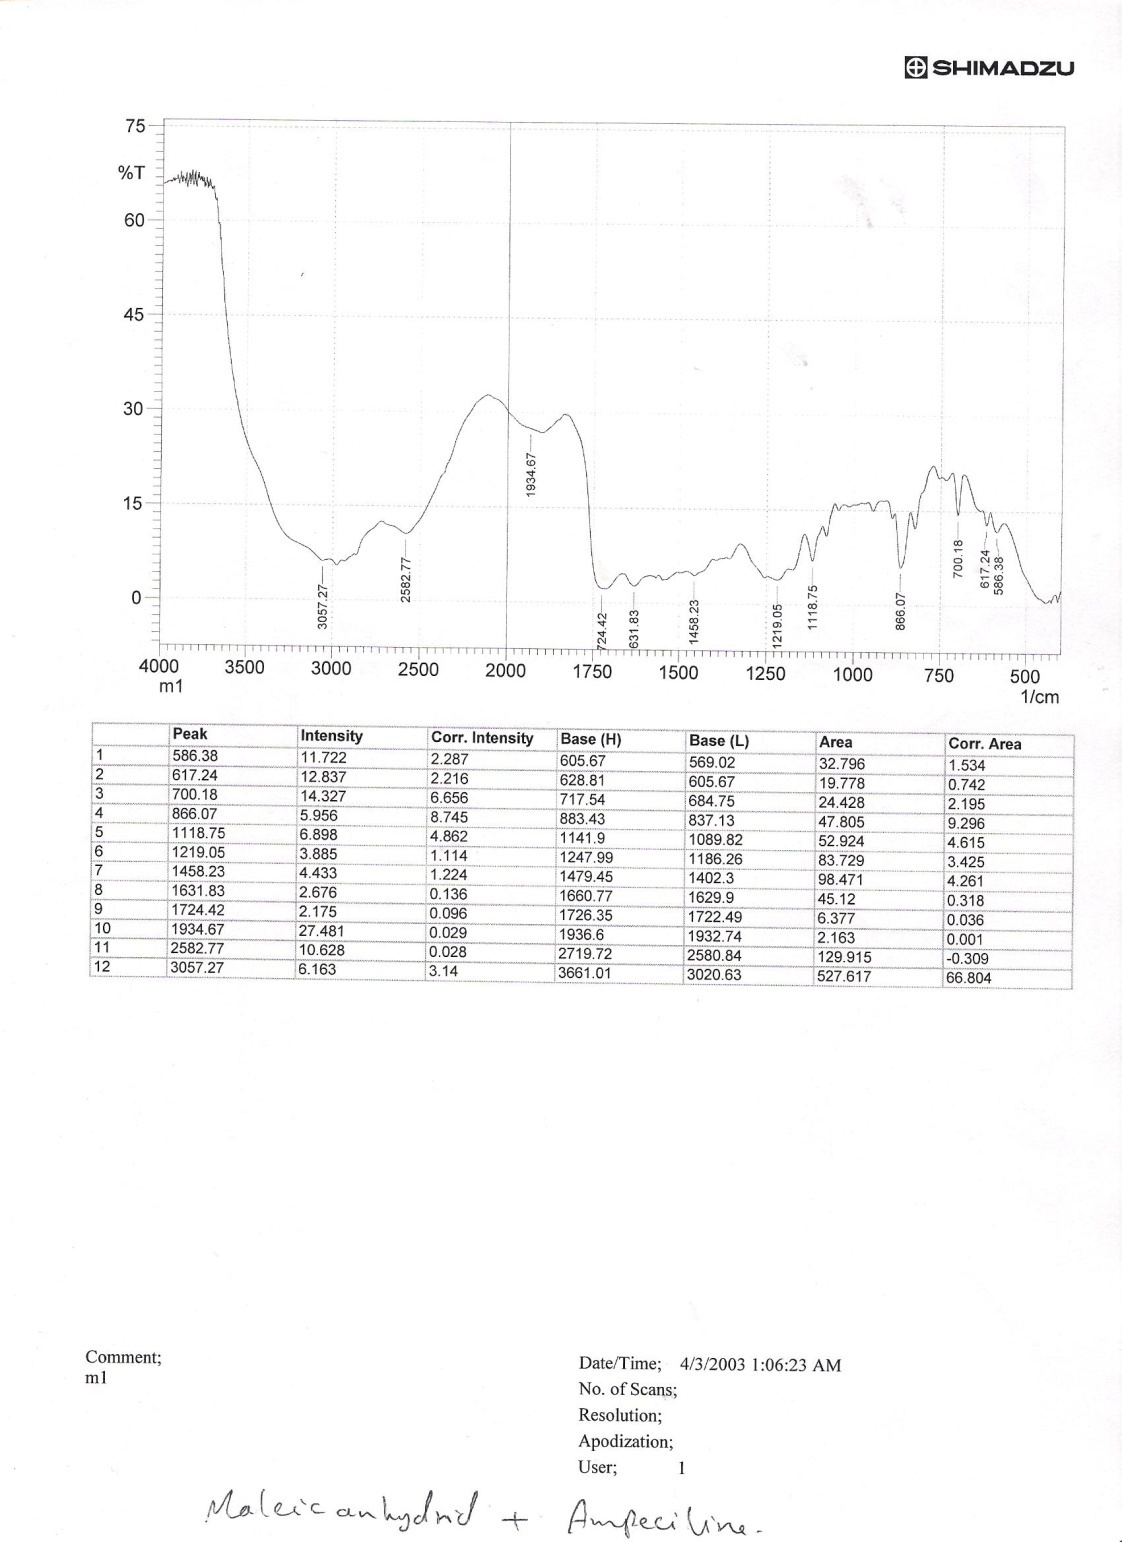 SHIMADZU
75
%T
60
45
30
15
0
3057.27
2582.77
1934.67
724.42
631.83
1458.23
1219.05
1118.75
866.07
700.18
617.24
586.38
4000 3500 3000 2500 2000 1750 1500 1250 1000 750 500
m1 1/cm
Peak Intensity Corr. Intensity Base (H) Base (L) Area Corr. Area
1 586.38 11.722 2.287 605.67 569.02 32.796 1.534
2 617.24 12.837 2.216 628.81 605.67 19.778 0.742
3 700.18 14.327 6.656 717.54 684.75 24.428 2.195
4 866.07 5.956 8.745 883.43 837.13 47.805 9.296
5 1118.75 6.898 4.862 1141.9 1089.82 52.924 4.615
6 1219.05 3.885 1.114 1247.99 1186.26 83.729 3.425
7 1458.23 4.433 1.224 1479.45 1402.3 98.471 4.261
8 1631.83 2.676 0.136 1660.77 1629.9 45.12 0.318
9 1724.42 2.175 0.096 1726.35 1722.49 6.377 0.036
10 1934.67 27.481 0.029 1936.6 1932.74 2.163 0.001
11 2582.77 10.628 0.028 2719.72 2580.84 129.915 -0.309
12 3057.27 6.163 3.14 3661.01 3020.63 527.617 66.804
Comment;
m1
Date/Time; 4/3/2003 1:06:23 AM
No. of Scans;
Resolution;
Apodization;
User; 1
Maleic anhydrid + Ampeciline.